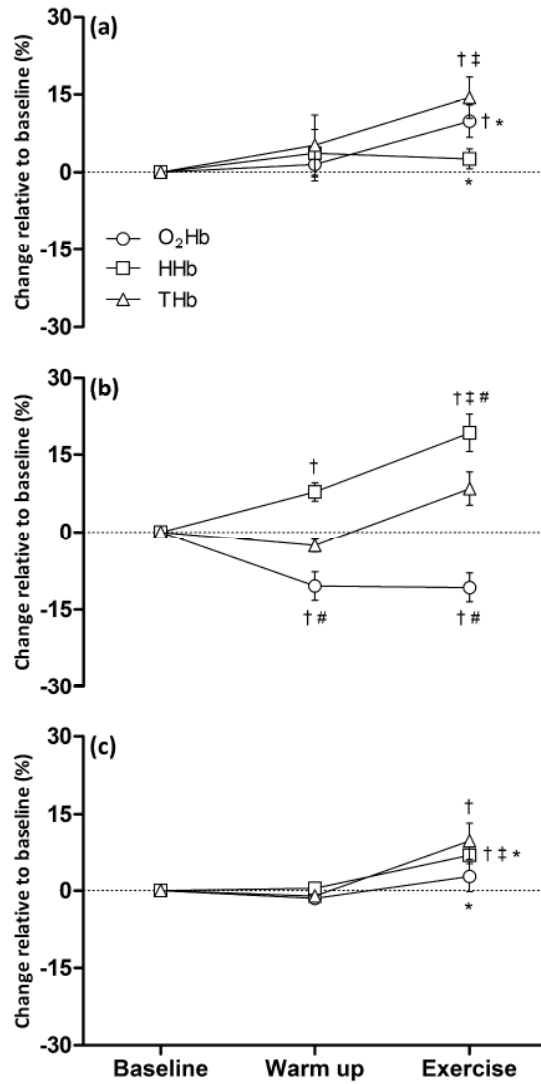 30
(a)
† ‡
15
† *
0
*
-15
-30
Change relative to baseline (%)
O₂Hb
HHb
THb
30
(b)
† ‡ #
15
†
0
-15
† #
† #
-30
Change relative to baseline (%)
30
(c)
15
†
† ‡ *
0
*
-15
-30
Change relative to baseline (%)
Baseline Warm up Exercise